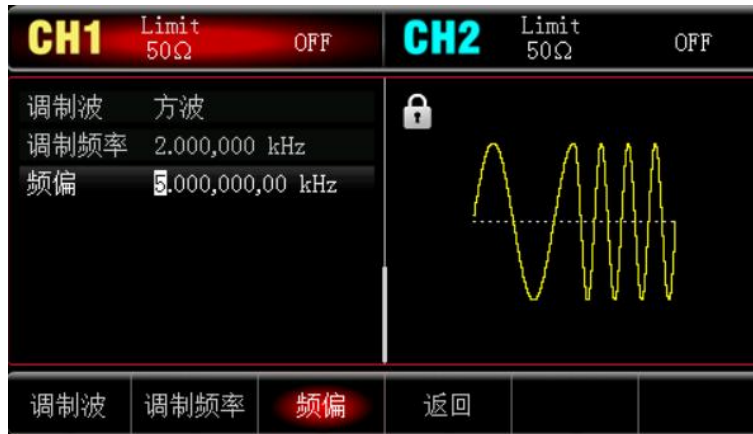 CH1 Limit 50Ω OFF
CH2 Limit 50Ω OFF
调制波 方波
调制频率 2.000,000 kHz
频偏 5.000,000,00 kHz
调制波 调制频率 频偏 返回